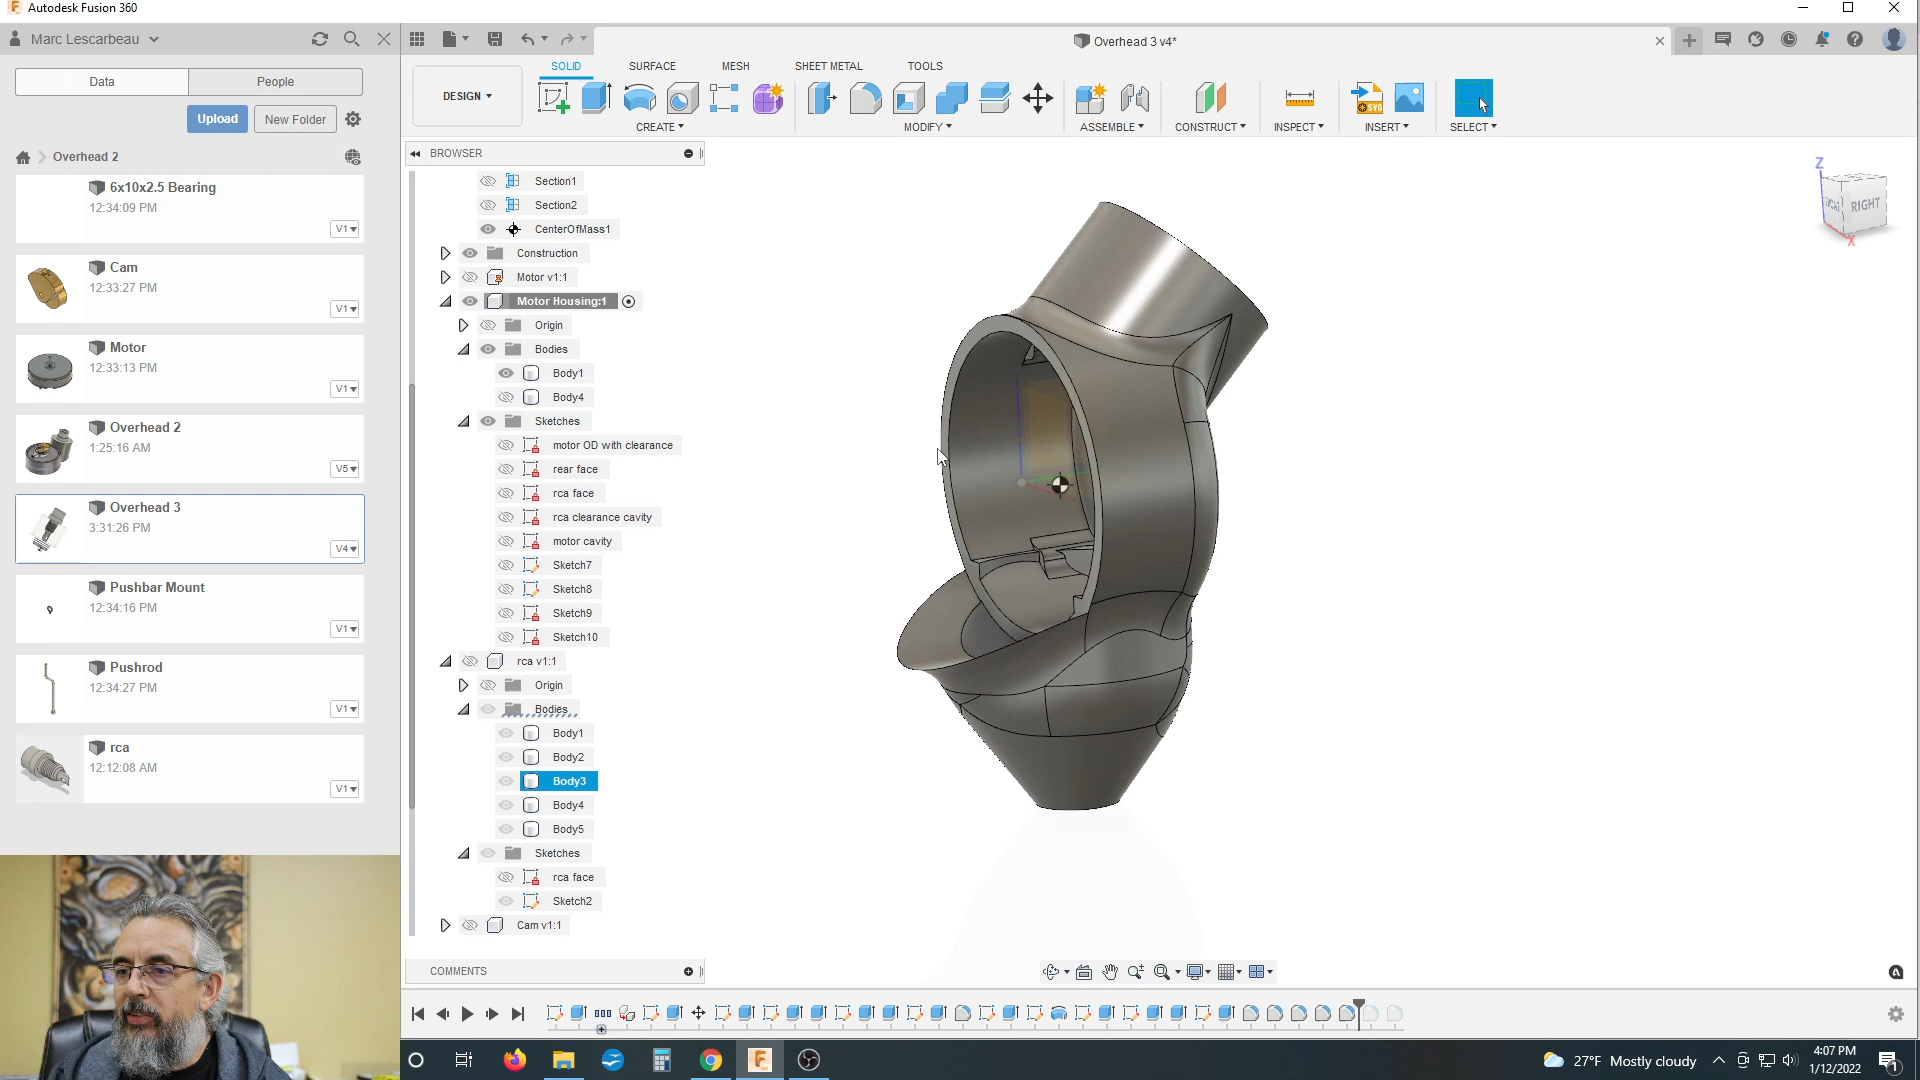 Autodesk Fusion 360
Marc Lescarbeau
Data
People
Upload
New Folder
Overhead 2
6x10x2.5 Bearing
12:34:09 PM
V1
Cam
12:33:27 PM
V1
Motor
12:33:13 PM
V1
Overhead 2
1:25:16 AM
V5
Overhead 3
3:31:26 PM
V4
Pushbar Mount
12:34:16 PM
V1
Pushrod
12:34:27 PM
V1
rca
12:12:08 AM
V1
Overhead 3 v4*
DESIGN
SOLID
SURFACE
MESH
SHEET METAL
TOOLS
CREATE
MODIFY
ASSEMBLE
CONSTRUCT
INSPECT
INSERT
SELECT
BROWSER
Section1
Section2
CenterOfMass1
Construction
Motor v1:1
Motor Housing:1
Origin
Bodies
Body1
Body4
Sketches
motor OD with clearance
rear face
rca face
rca clearance cavity
motor cavity
Sketch7
Sketch8
Sketch9
Sketch10
rca v1:1
Origin
Bodies
Body1
Body2
Body3
Body4
Body5
Sketches
rca face
Sketch2
Cam v1:1
COMMENTS
Z
RIGHT
X
27°F Mostly cloudy
4:07 PM
1/12/2022
1